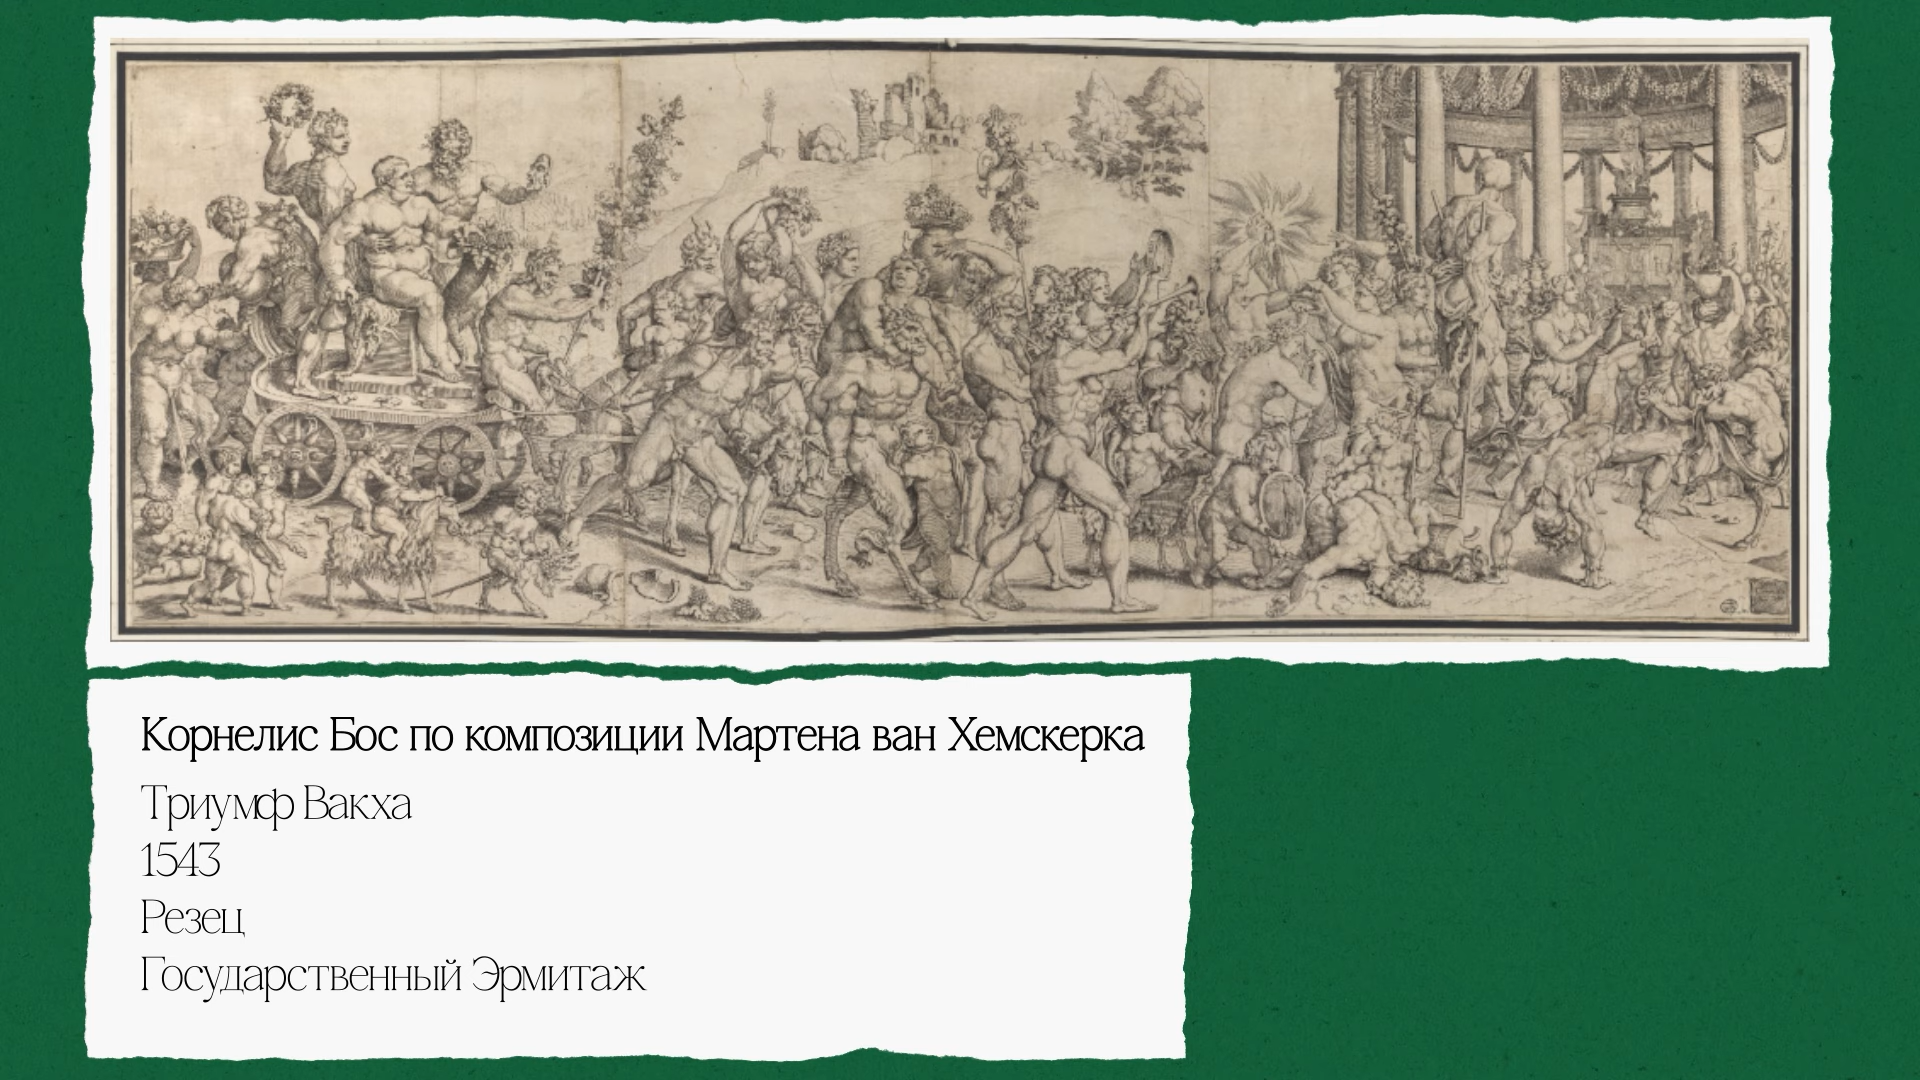 Корнелис Бос по композиции Мартена ван Хемскерка
Триумф Вакха
1543
Резец
Государственный Эрмитаж